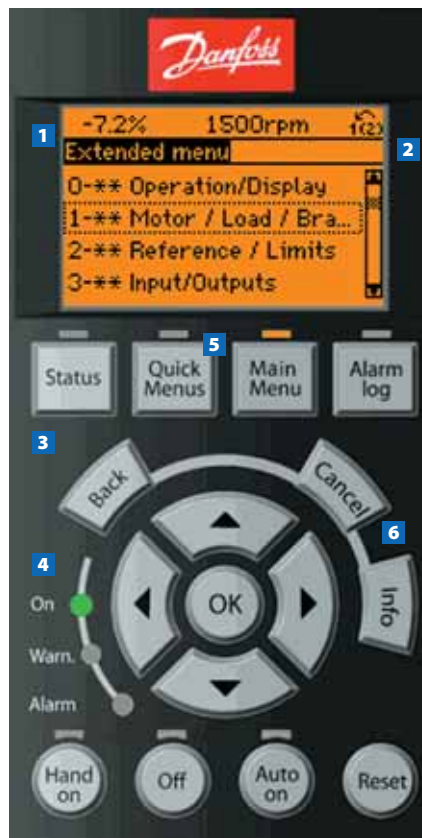 Danfoss
-7.2% 1500rpm 1(2)
1
Extended menu
2
0-** Operation/Display
1-** Motor / Load / Bra...
2-** Reference / Limits
3-** Input/Outputs
5
Status
Quick Menus
Main Menu
Alarm log
3
Back
Cancel
6
4
Info
On
OK
Warn.
Alarm
Hand on
Off
Auto on
Reset